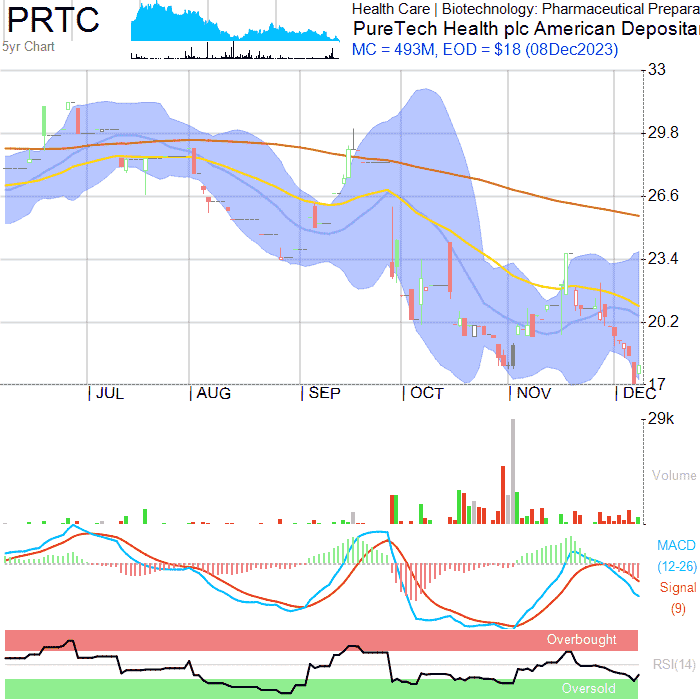 PRTC
5yr Chart
Health Care | Biotechnology: Pharmaceutical Prepara
PureTech Health plc American Depositar
MC = 493M, EOD = $18 (08Dec2023)
33
29.8
26.6
23.4
20.2
17
JUL
AUG
SEP
OCT
NOV
DEC
29k
Volume
MACD
(12-26)
Signal
(9)
Overbought
RSI(14)
Oversold